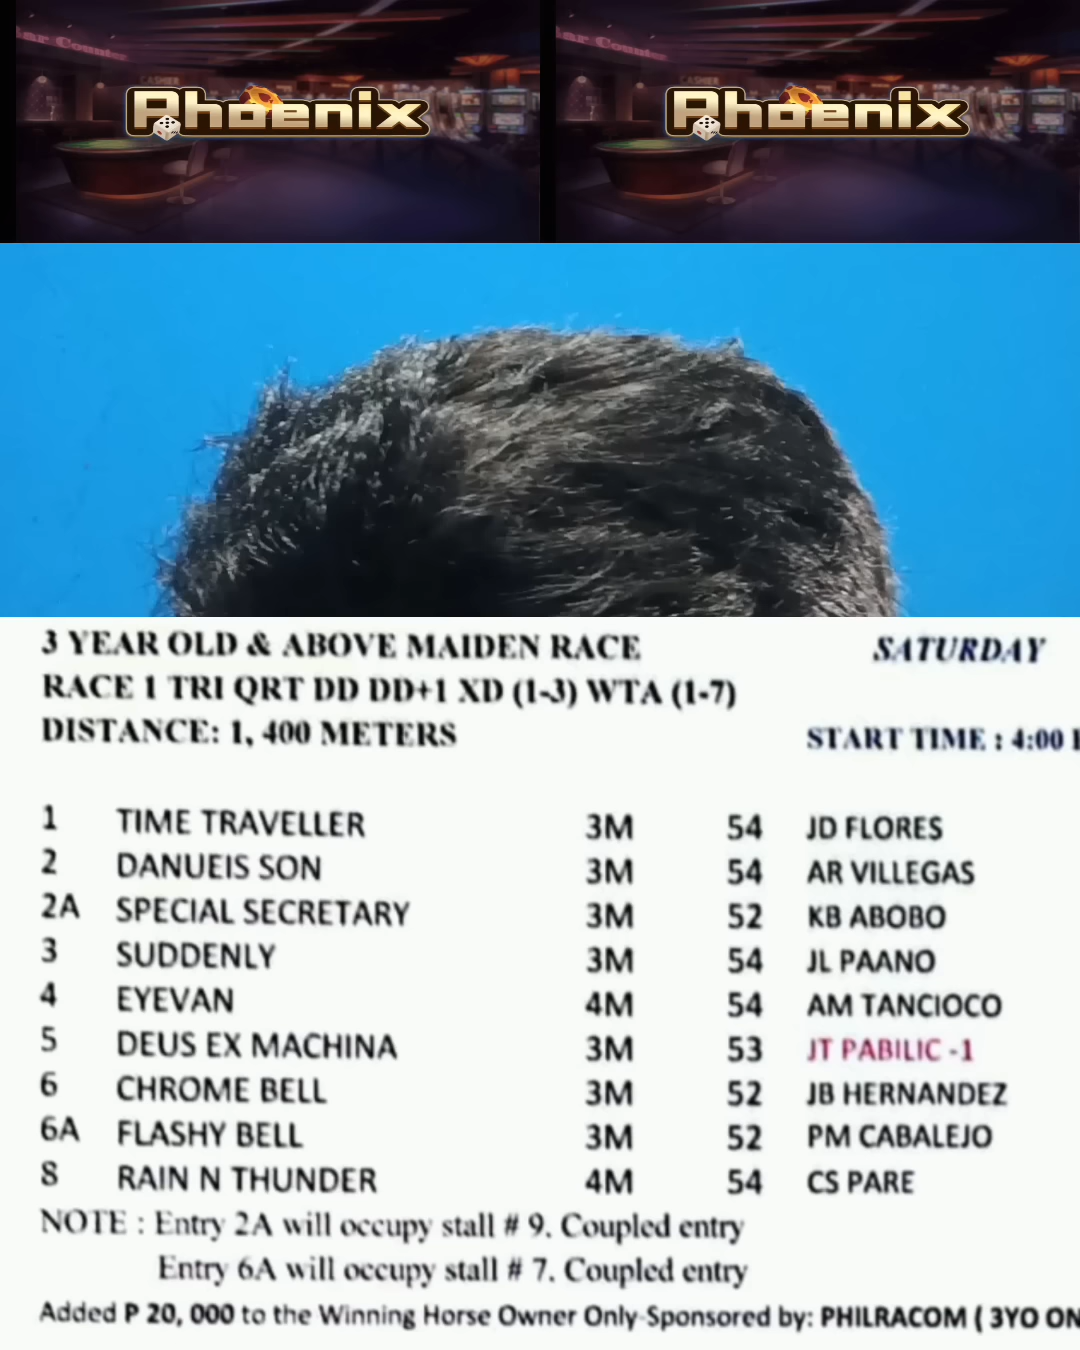 Phoenix
Phoenix
3 YEAR OLD & ABOVE MAIDEN RACE SATURDAY
RACE 1 TRI QRT DD DD+1 XD (1-3) WTA (1-7)
DISTANCE: 1, 400 METERS START TIME : 4:00
1 TIME TRAVELLER 3M 54 JD FLORES
2 DANUEIS SON 3M 54 AR VILLEGAS
2A SPECIAL SECRETARY 3M 52 KB ABOBO
3 SUDDENLY 3M 54 JL PAANO
4 EYEVAN 4M 54 AM TANCIOCO
5 DEUS EX MACHINA 3M 53 JT PABILIC -1
6 CHROME BELL 3M 52 JB HERNANDEZ
6A FLASHY BELL 3M 52 PM CABALEJO
8 RAIN N THUNDER 4M 54 CS PARE
NOTE : Entry 2A will occupy stall # 9. Coupled entry
Entry 6A will occupy stall # 7. Coupled entry
Added P 20, 000 to the Winning Horse Owner Only-Sponsored by: PHILRACOM ( 3YO ON